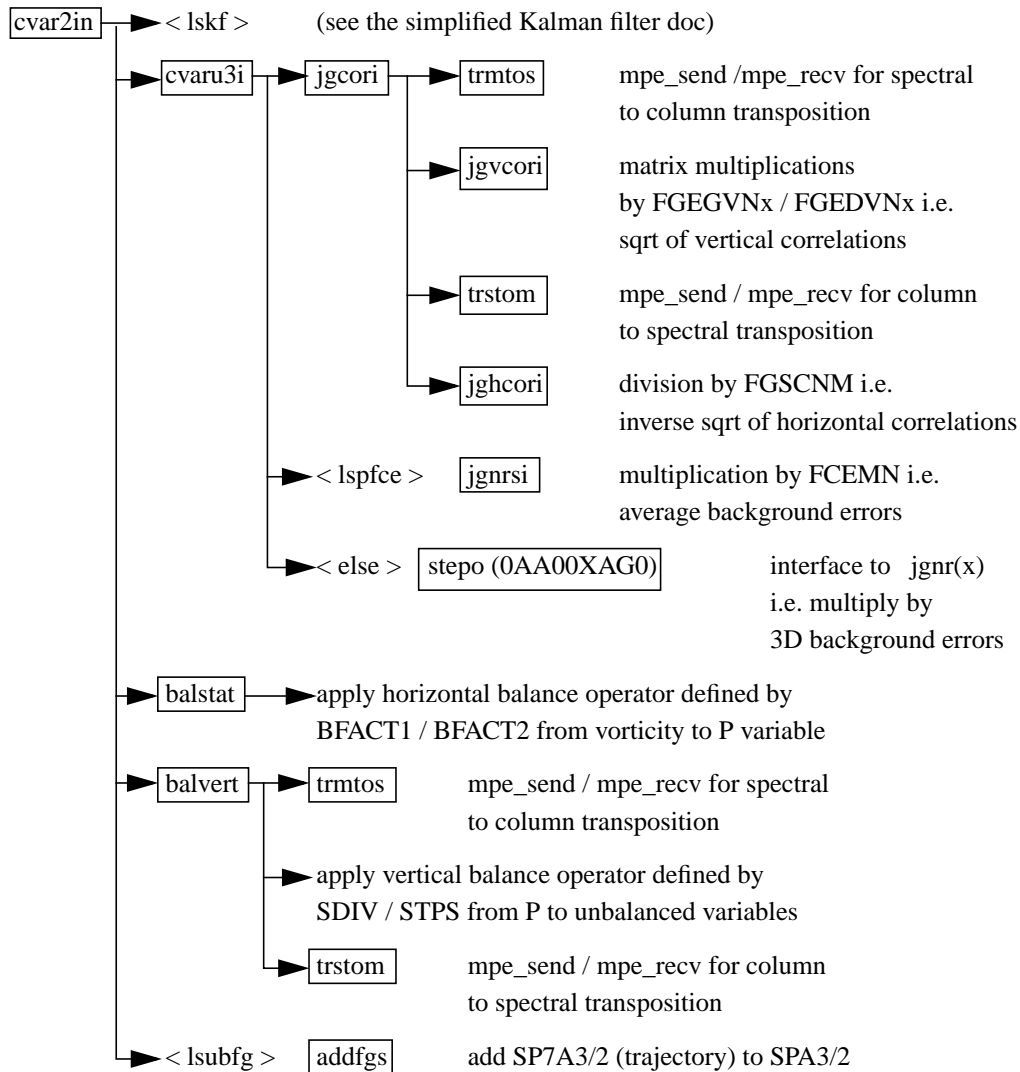 cvar2in < lskf > (see the simplified Kalman filter doc)
cvaru3i jgcori trmtos mpe_send /mpe_recv for spectral
to column transposition
jgvcori matrix multiplications
by FGEGVNx / FGEDVNx i.e.
sqrt of vertical correlations
trstom mpe_send / mpe_recv for column
to spectral transposition
jghcori division by FGSCNM i.e.
inverse sqrt of horizontal correlations
< lspfce > jgnrsi multiplication by FCEMN i.e.
average background errors
< else > stepo (0AA00XAG0) interface to jgnr(x)
i.e. multiply by
3D background errors
balstat apply horizontal balance operator defined by
BFACT1 / BFACT2 from vorticity to P variable
balvert trmtos mpe_send / mpe_recv for spectral
to column transposition
apply vertical balance operator defined by
SDIV / STPS from P to unbalanced variables
trstom mpe_send / mpe_recv for column
to spectral transposition
< lsubfg > addfgs add SP7A3/2 (trajectory) to SPA3/2